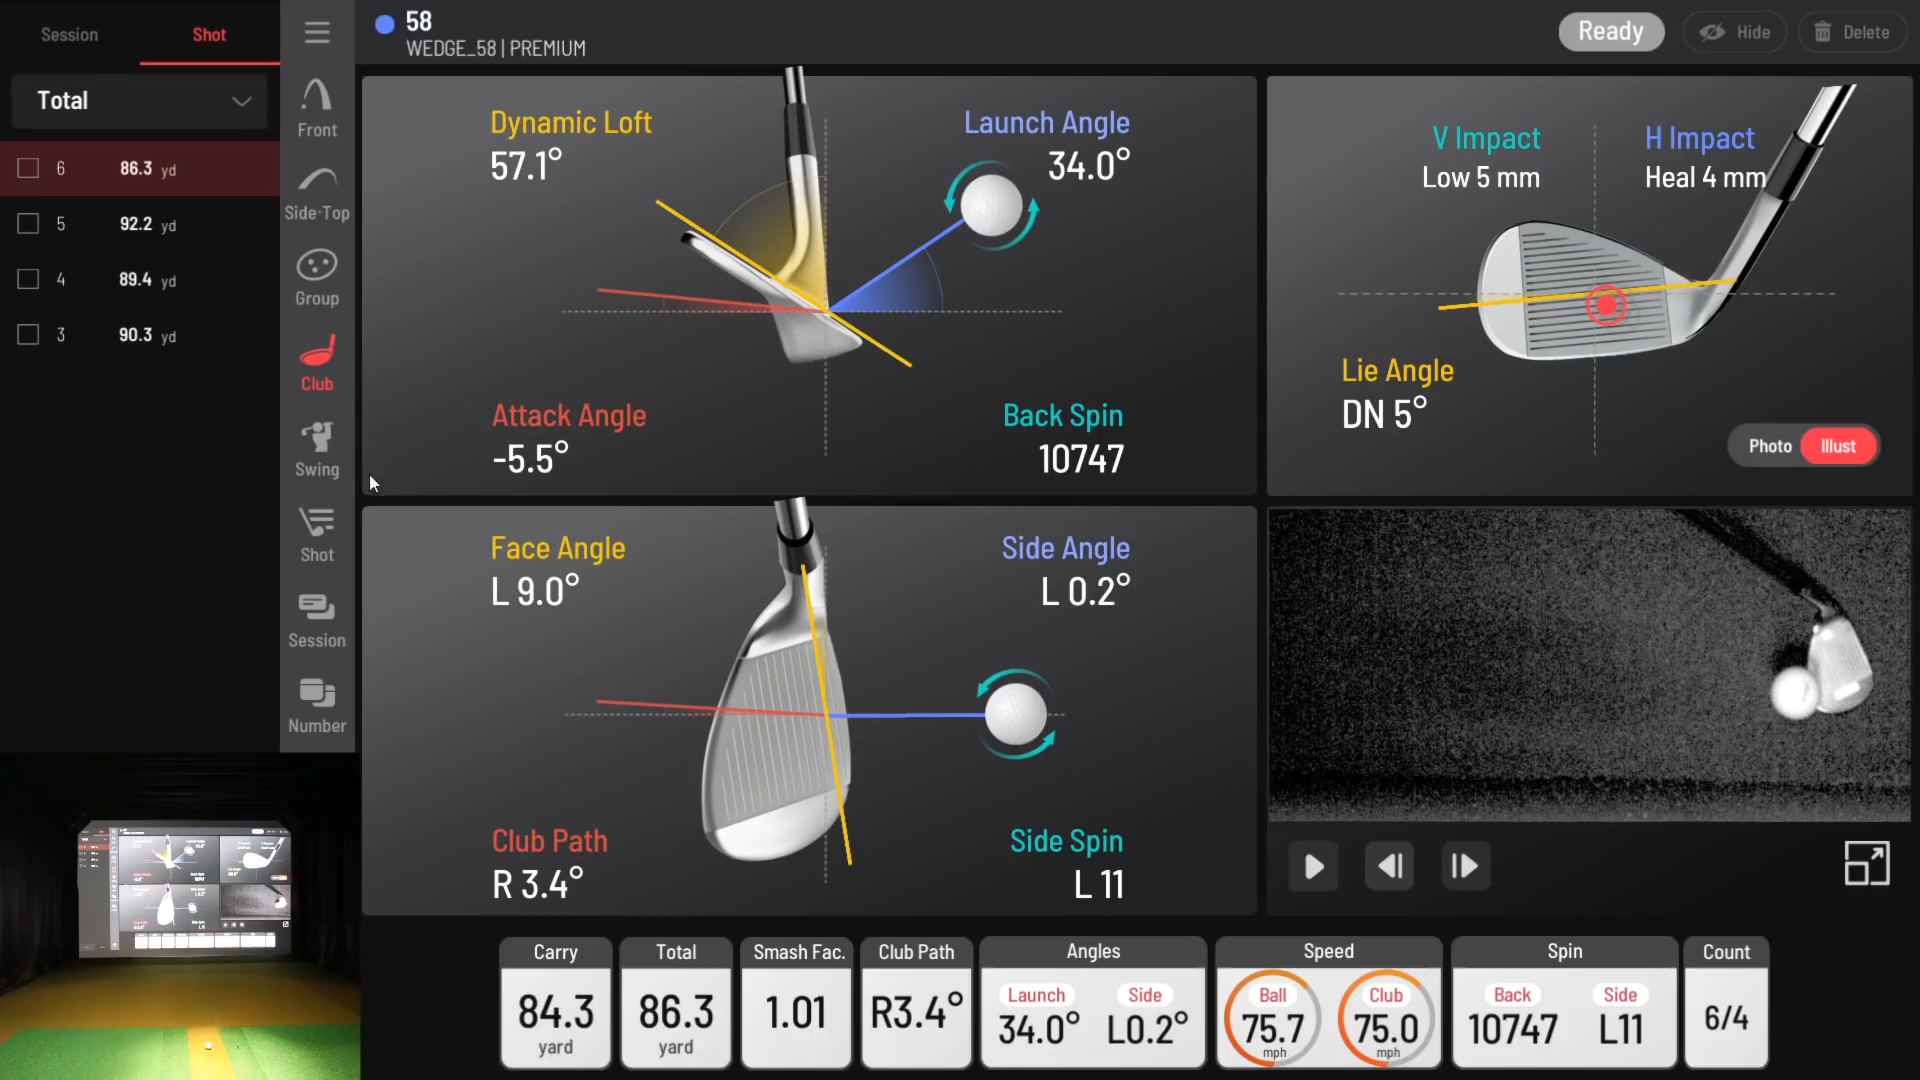 Session
Shot
Total
6 86.3 yd
5 92.2 yd
4 89.4 yd
3 90.3 yd
Front
Side·Top
Group
Club
Swing
Shot
Session
Number
58
WEDGE_58 | PREMIUM
Ready
Hide
Delete
Dynamic Loft
57.1°
Launch Angle
34.0°
Attack Angle
-5.5°
Back Spin
10747
V Impact
Low 5 mm
H Impact
Heal 4 mm
Lie Angle
DN 5°
Photo
Illust
Face Angle
L 9.0°
Side Angle
L 0.2°
Club Path
R 3.4°
Side Spin
L 11
Carry
84.3
yard
Total
86.3
yard
Smash Fac.
1.01
Club Path
R3.4°
Angles
Launch
34.0°
Side
L0.2°
Speed
Ball
75.7
mph
Club
75.0
mph
Spin
Back
10747
Side
L11
Count
6/4